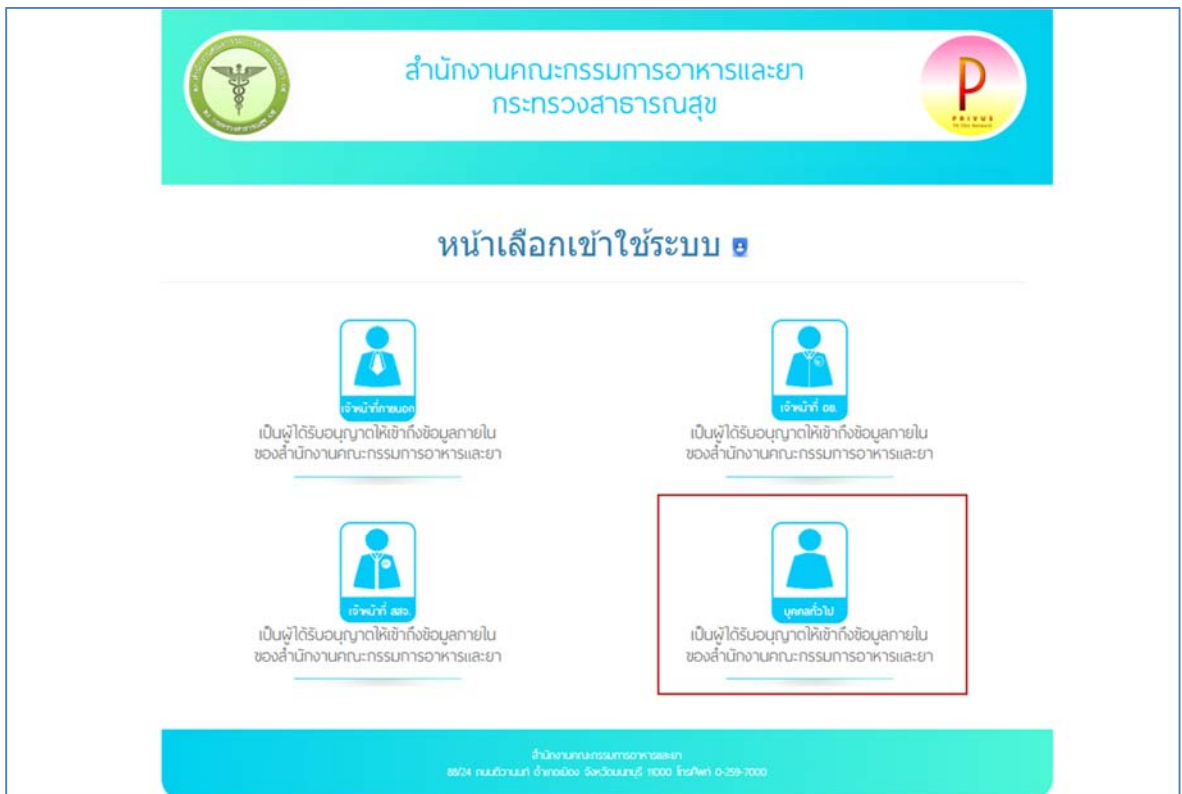 สำนักงานคณะกรรมการอาหารและยา
กระทรวงสาธารณสุข
P
PRIVUS
หน้าเลือกเข้าใช้ระบบ
เจ้าหน้าที่ภายนอก
เป็นผู้ได้รับอนุญาตให้เข้าถึงข้อมูลภายใน
ของสำนักงานคณะกรรมการอาหารและยา
เจ้าหน้าที่ อย.
เป็นผู้ได้รับอนุญาตให้เข้าถึงข้อมูลภายใน
ของสำนักงานคณะกรรมการอาหารและยา
เจ้าหน้าที่ สสจ.
เป็นผู้ได้รับอนุญาตให้เข้าถึงข้อมูลภายใน
ของสำนักงานคณะกรรมการอาหารและยา
บุคคลทั่วไป
เป็นผู้ได้รับอนุญาตให้เข้าถึงข้อมูลภายใน
ของสำนักงานคณะกรรมการอาหารและยา
สำนักงานคณะกรรมการอาหารและยา
88/24 ถนนติวานนท์ อำเภอเมือง จังหวัดนนทบุรี 11000 โทรศัพท์ 0-259-7000